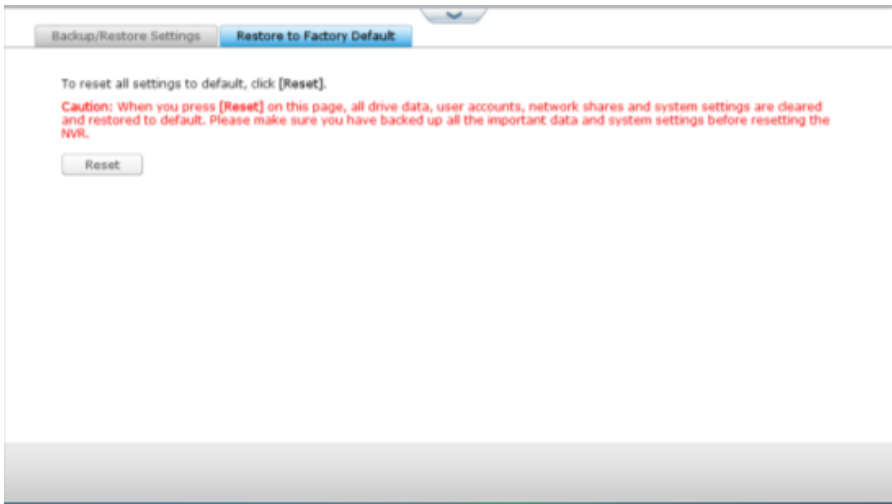 Backup/Restore Settings
Restore to Factory Default
To reset all settings to default, click [Reset].
Caution: When you press [Reset] on this page, all drive data, user accounts, network shares and system settings are cleared
and restored to default. Please make sure you have backed up all the important data and system settings before resetting the
NVR.
Reset